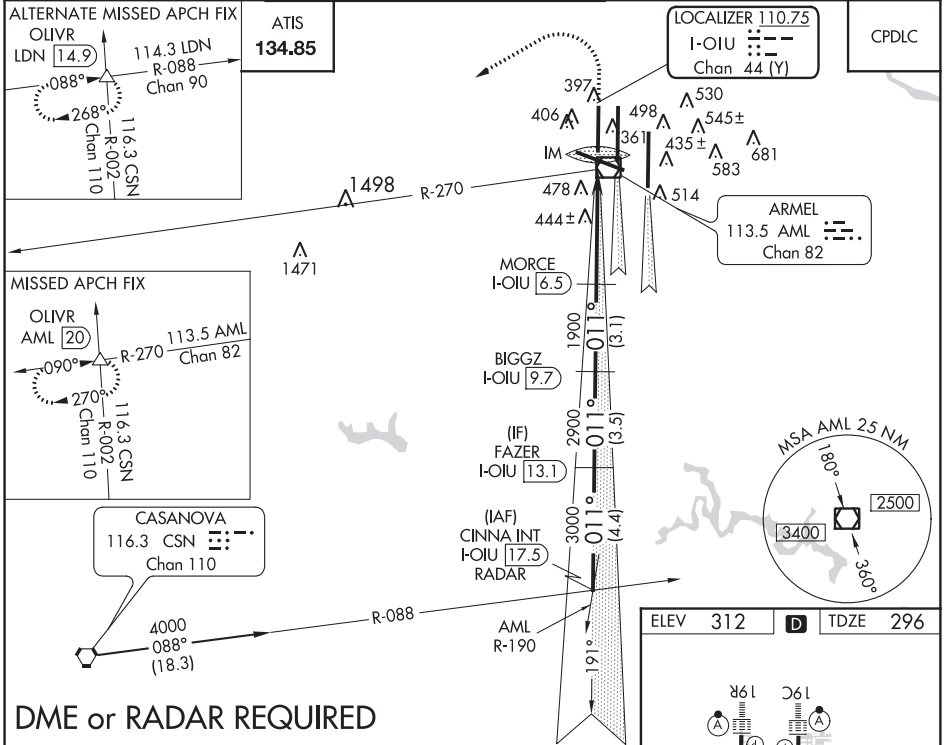 ALTERNATE MISSED APCH FIX
OLIVR
LDN 14.9
114.3 LDN
R-088
Chan 90
088°
268°
116.3 CSN
R-002
Chan 110
ATIS
134.85
LOCALIZER 110.75
I-OIU
Chan 44 (Y)
CPDLC
397
406
361
498
530
545±
435±
583
681
IM
478
444±
514
1498
R-270
1471
ARMEL
113.5 AML
Chan 82
MISSED APCH FIX
OLIVR
AML 20
113.5 AML
R-270
Chan 82
090°
270°
116.3 CSN
R-002
Chan 110
MORCE
I-OIU 6.5
1900
011°
(3.1)
BIGGZ
I-OIU 9.7
2900
011°
(3.5)
(IF)
FAZER
I-OIU 13.1
3000
011°
(4.4)
(IAF)
CINNA INT
I-OIU 17.5
RADAR
MSA AML 25 NM
180°
2500
3400
360°
CASANOVA
116.3 CSN
Chan 110
4000
088°
(18.3)
R-088
AML
R-190
191°
DME or RADAR REQUIRED
ELEV 312
D
TDZE 296
19R
19C
A
A